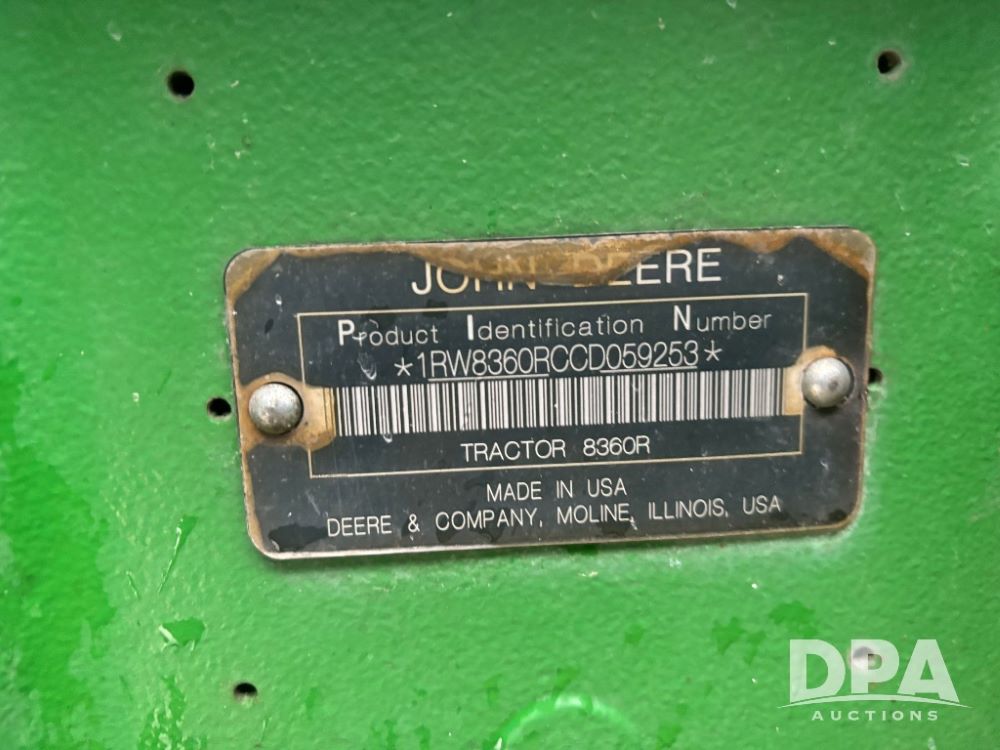 JOHN DEERE
Product Identification Number
*1RW8360RCCD059253*
TRACTOR 8360R
MADE IN USA
DEERE & COMPANY, MOLINE, ILLINOIS, USA
DPA
AUCTIONS